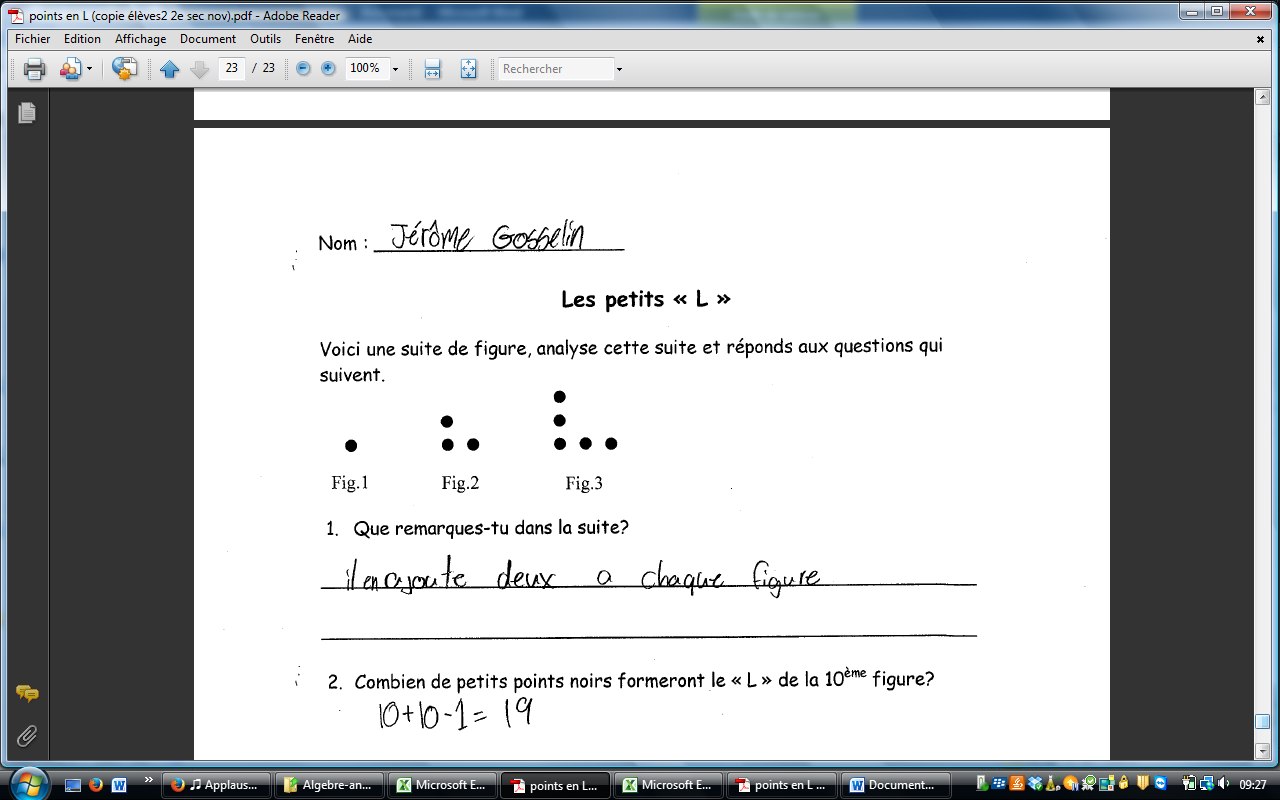 points en L (copie élèves2 2e sec nov).pdf - Adobe Reader
Fichier Edition Affichage Document Outils Fenêtre Aide
23 / 23 100% Rechercher
Nom : Jérôme Gosselin
Les petits « L »
Voici une suite de figure, analyse cette suite et réponds aux questions qui
suivent.
Fig.1 Fig.2 Fig.3
1. Que remarques-tu dans la suite?
il en rajoute deux a chaque figure
2. Combien de petits points noirs formeront le « L » de la 10ème figure?
10+10-1= 19
Applaus... Algebre-an... Microsoft E... points en L... Microsoft E... points en L ... Document... 09:27